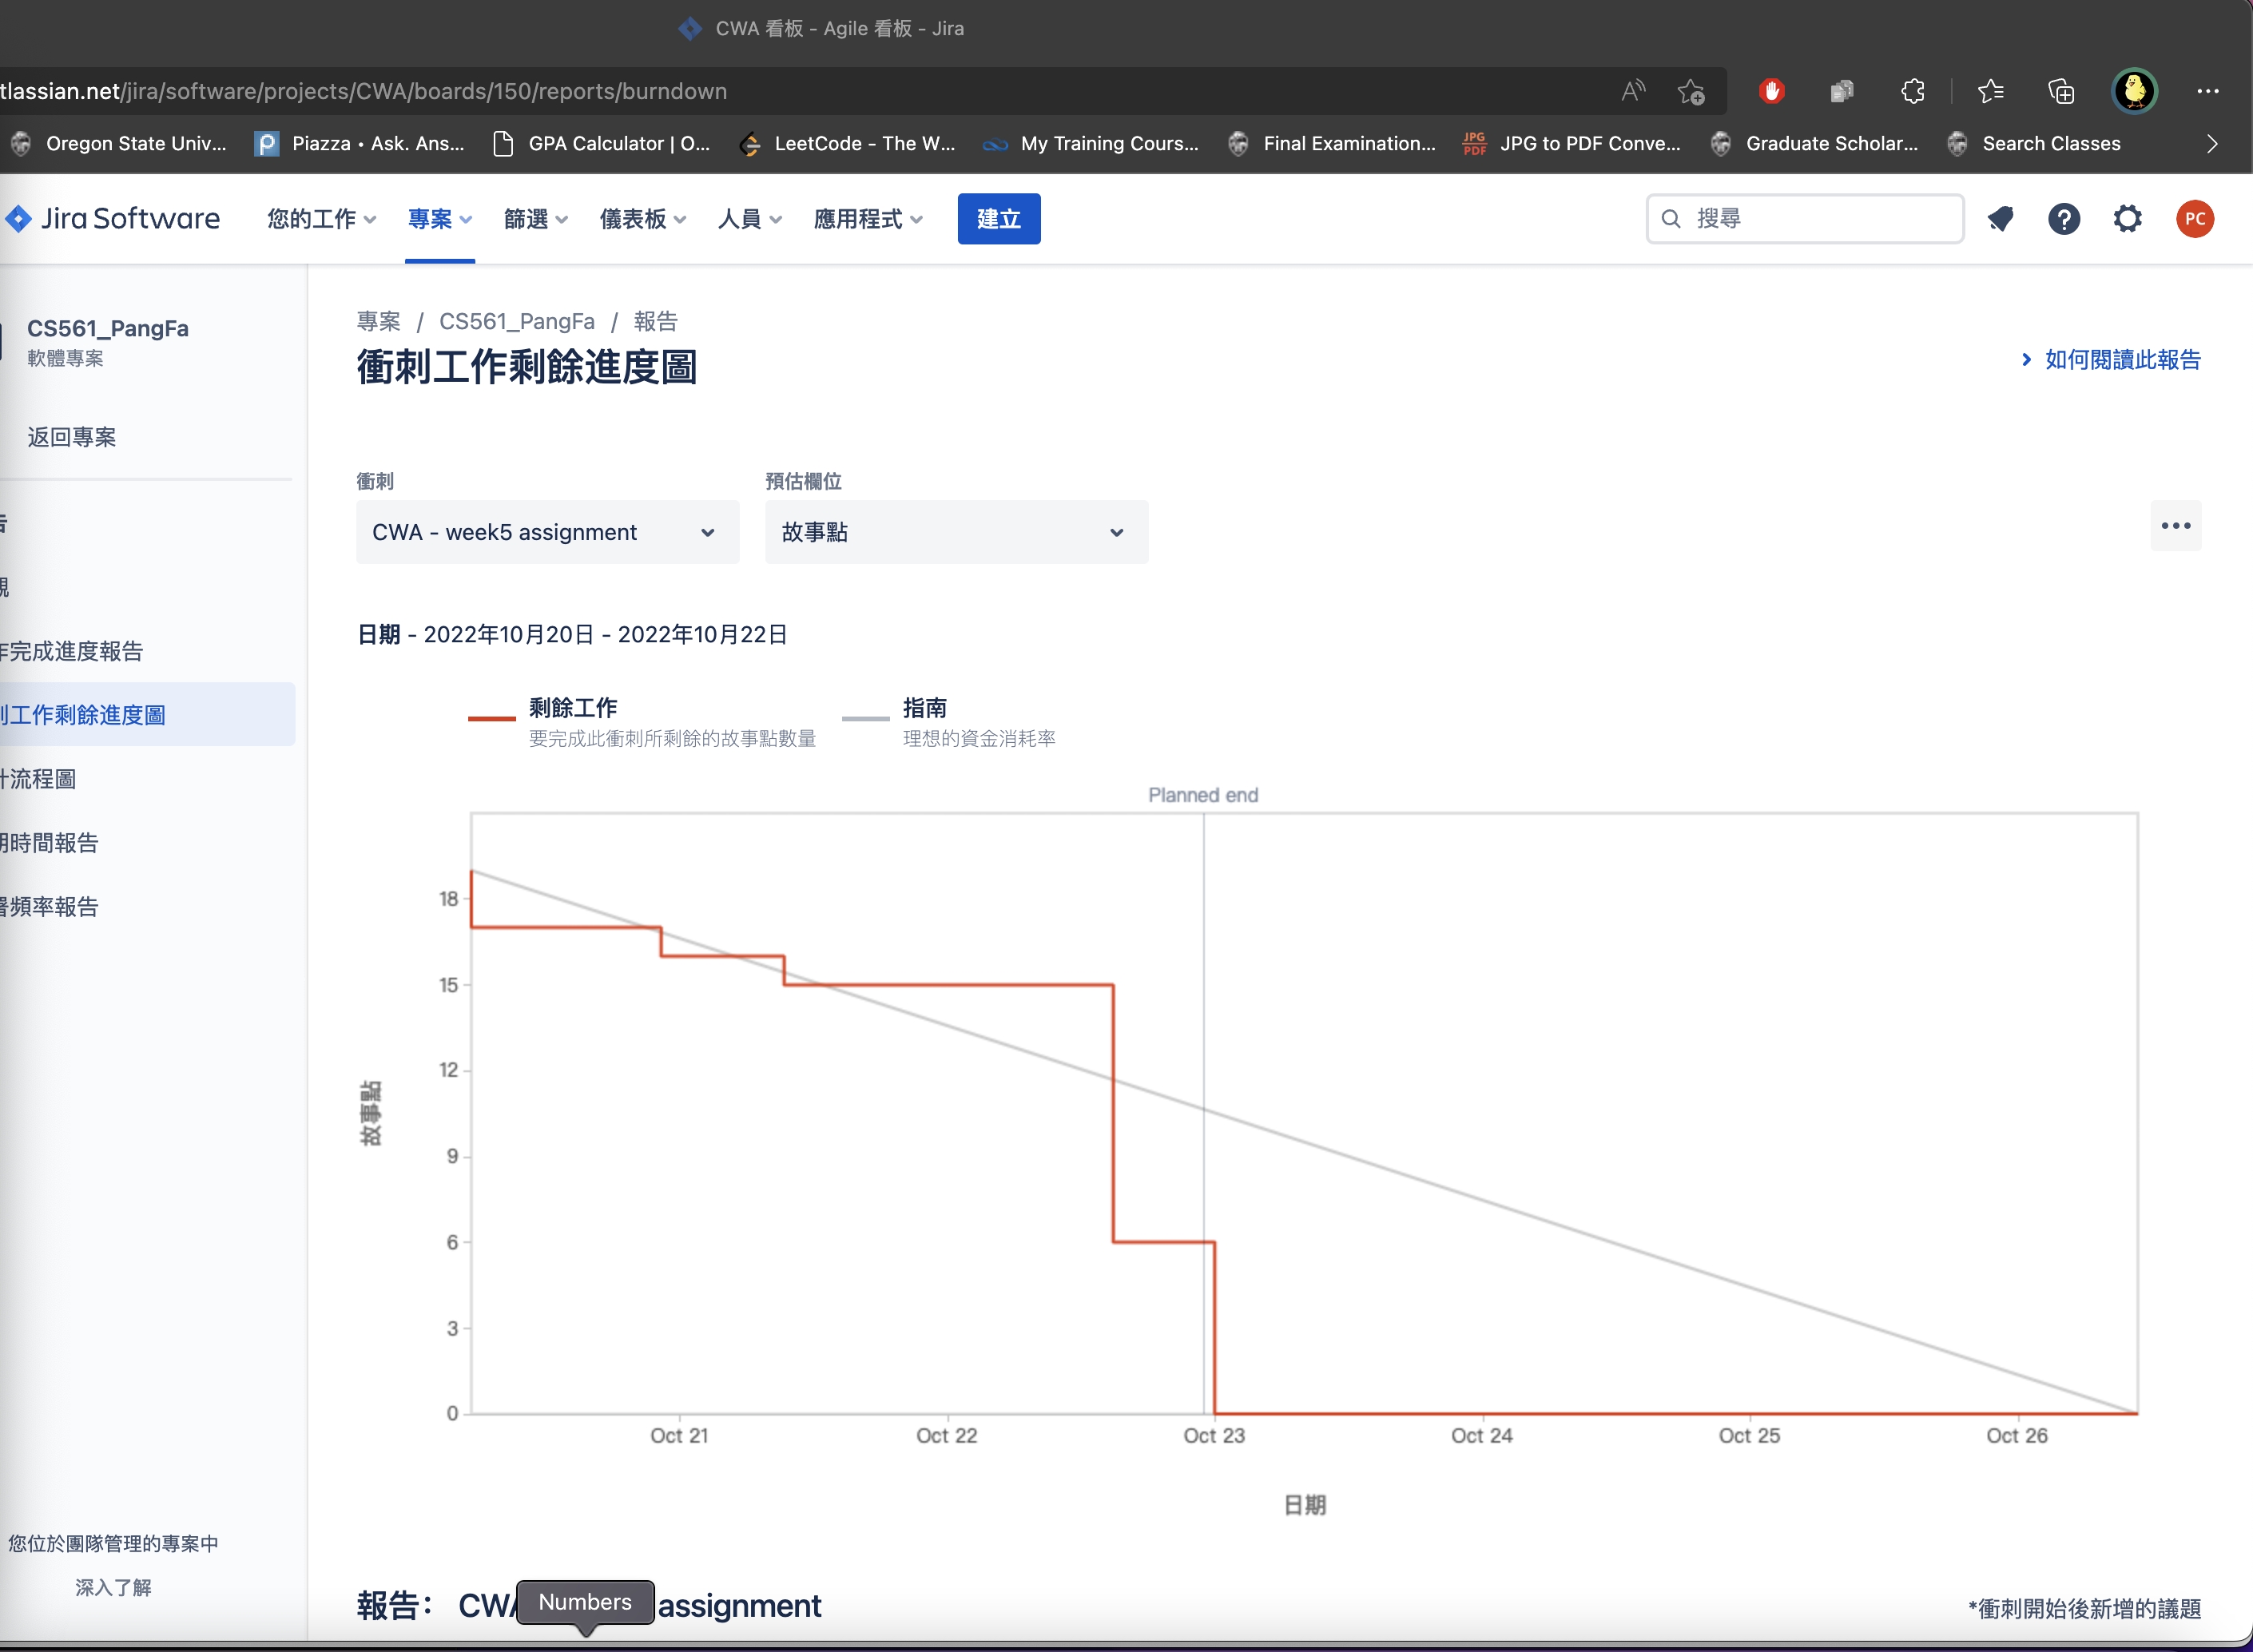 CWA 看板 - Agile 看板 - Jira
tlassian.net/jira/software/projects/CWA/boards/150/reports/burndown
Oregon State Univ... Piazza • Ask. Ans... GPA Calculator | O... LeetCode - The W... My Training Cours... Final Examination... JPG to PDF Conve... Graduate Scholar... Search Classes
Jira Software 您的工作 專案 篩選 儀表板 人員 應用程式 建立 搜尋 PC
CS561_PangFa
軟體專案
返回專案
告
觀
作完成進度報告
刺工作剩餘進度圖
計流程圖
期時間報告
署頻率報告
您位於團隊管理的專案中
深入了解
專案 / CS561_PangFa / 報告
衝刺工作剩餘進度圖
如何閱讀此報告
衝刺 預估欄位
CWA - week5 assignment 故事點
日期 - 2022年10月20日 - 2022年10月22日
剩餘工作 指南
要完成此衝刺所剩餘的故事點數量 理想的資金消耗率
Planned end
18
15
12
9
6
3
0
故事點
Oct 21 Oct 22 Oct 23 Oct 24 Oct 25 Oct 26
日期
報告： CWA assignment
Numbers
*衝刺開始後新增的議題